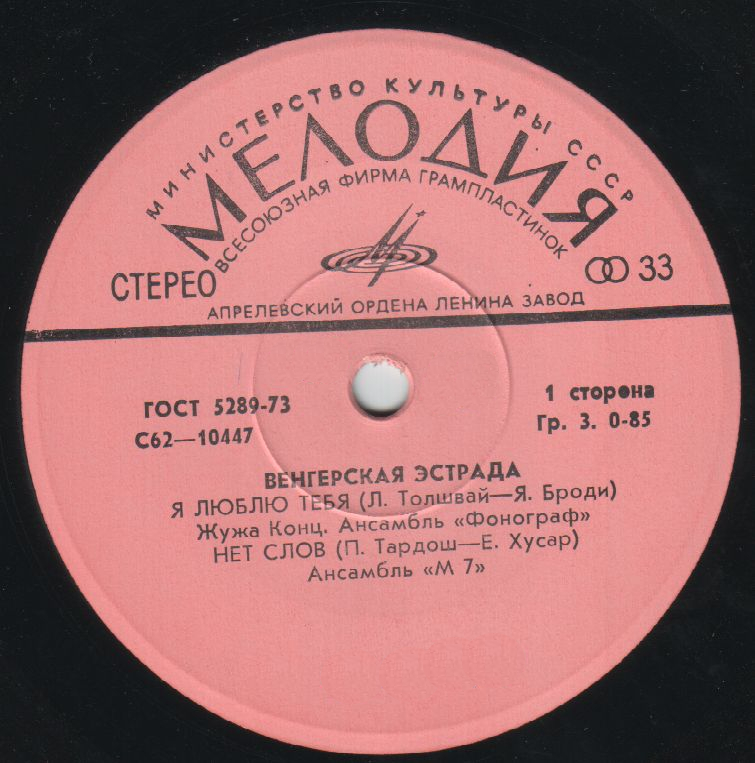 МИНИСТЕРСТВО КУЛЬТУРЫ СССР
МЕЛОДИЯ
ВСЕСОЮЗНАЯ ФИРМА ГРАМПЛАСТИНОК
СТЕРЕО
33
АПРЕЛЕВСКИЙ ОРДЕНА ЛЕНИНА ЗАВОД
ГОСТ 5289-73
1 сторона
С62—10447
Гр. 3. 0-85
ВЕНГЕРСКАЯ ЭСТРАДА
Я ЛЮБЛЮ ТЕБЯ (Л. Толшвай—Я. Броди)
Жужа Конц. Ансамбль «Фонограф»
НЕТ СЛОВ (П. Тардош—Е. Хусар)
Ансамбль «М 7»